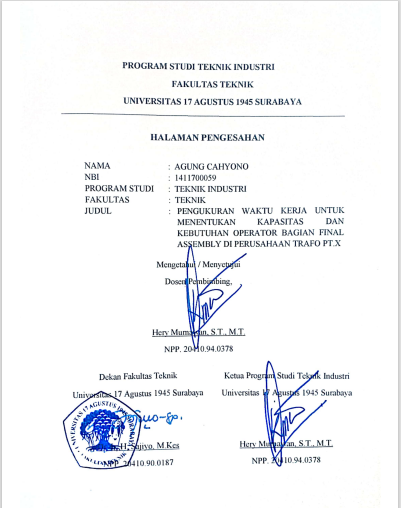 PROGRAM STUDI TEKNIK INDUSTRI
FAKULTAS TEKNIK
UNIVERSITAS 17 AGUSTUS 1945 SURABAYA
HALAMAN PENGESAHAN
NAMA : AGUNG CAHYONO
NBI : 1411700059
PROGRAM STUDI : TEKNIK INDUSTRI
FAKULTAS : TEKNIK
JUDUL : PENGUKURAN WAKTU KERJA UNTUK
MENENTUKAN KAPASITAS DAN
KEBUTUHAN OPERATOR BAGIAN FINAL
ASSEMBLY DI PERUSAHAAN TRAFO PT.X
Mengetahui / Menyetujui
Dosen Pembimbing,
Hery Murnawan, S.T., M.T.
NPP. 20410.94.0378
Dekan Fakultas Teknik
Universitas 17 Agustus 1945 Surabaya
H. Sajiyo, M.Kes
NPP. 20410.90.0187
Ketua Program Studi Teknik Industri
Universitas 17 Agustus 1945 Surabaya
Hery Murnawan, S.T., M.T.
NPP. 20410.94.0378